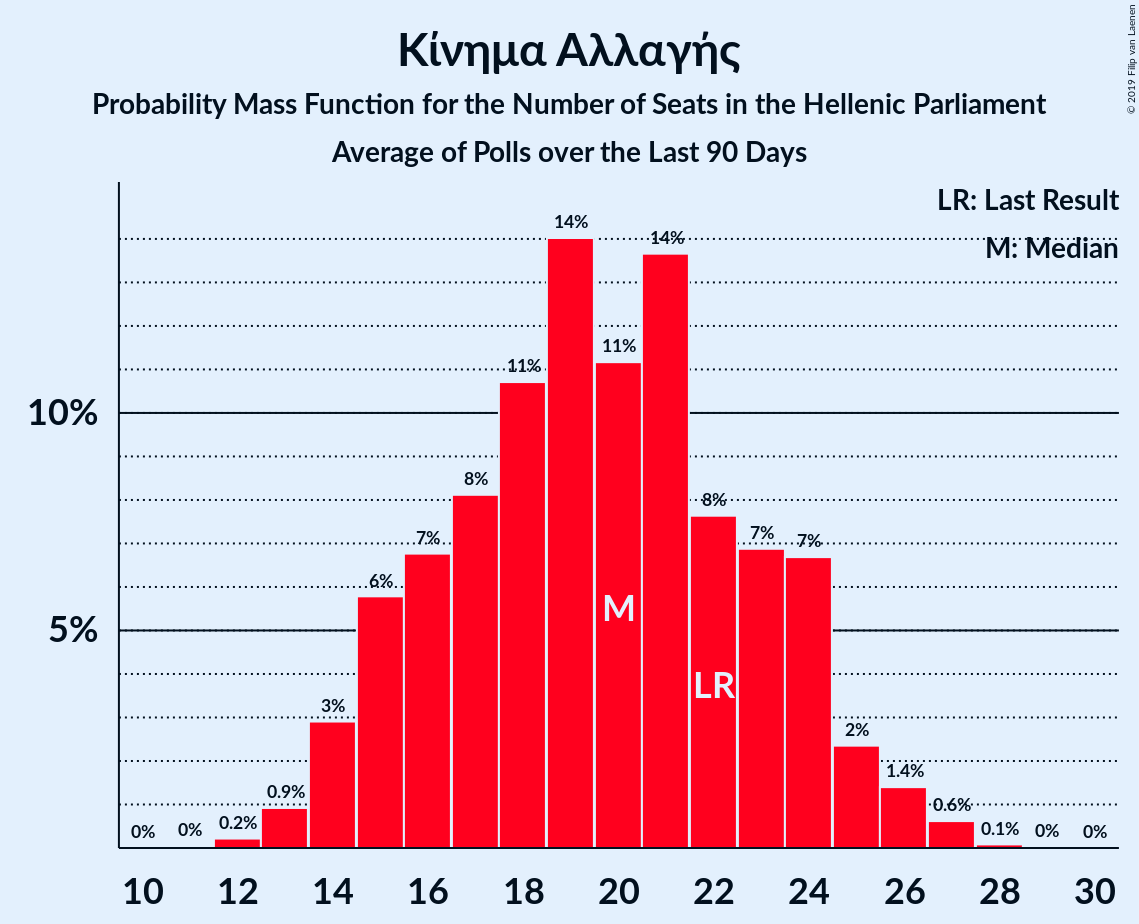 Κίνημα Αλλαγής
Probability Mass Function for the Number of Seats in the Hellenic Parliament
Average of Polls over the Last 90 Days
© 2019 Filip van Laenen
LR: Last Result
M: Median
10%
5%
0%
0%
0.2%
0.9%
3%
6%
7%
8%
11%
14%
11%
14%
8%
7%
7%
2%
1.4%
0.6%
0.1%
0%
0%
M
LR
10 12 14 16 18 20 22 24 26 28 30